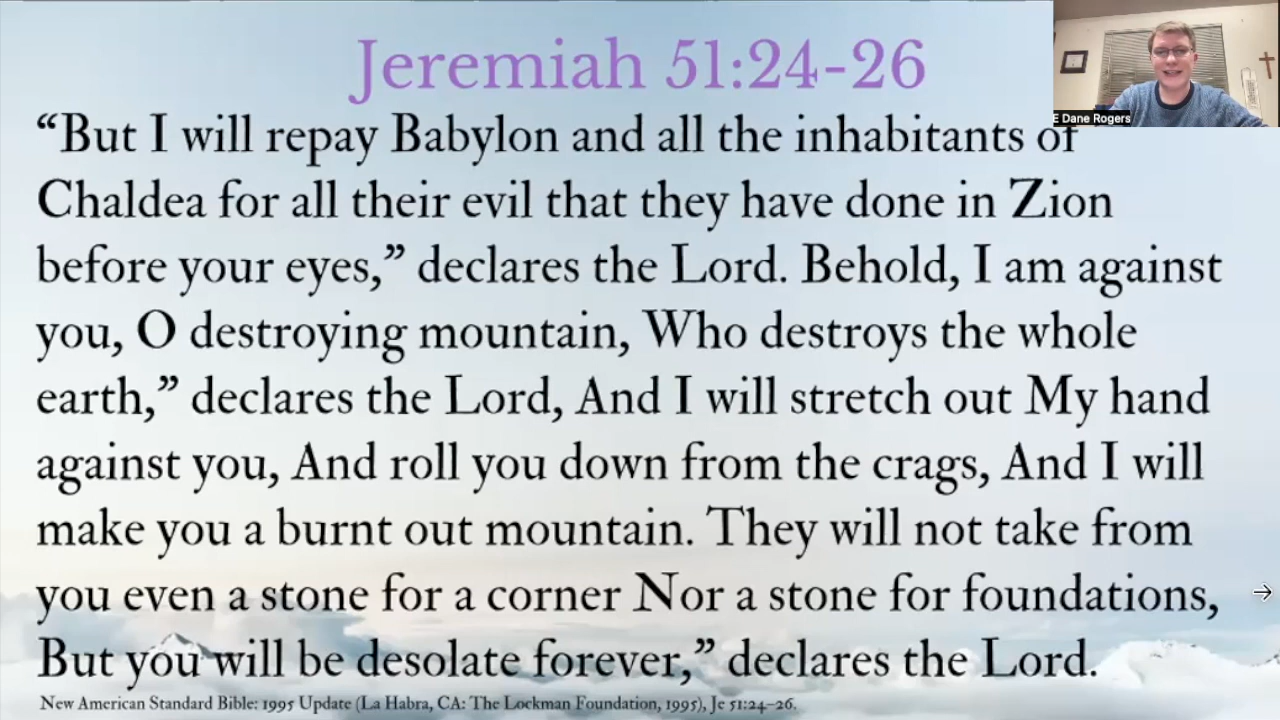 Jeremiah 51:24-26
E Dane Rogers
“But I will repay Babylon and all the inhabitants of
Chaldea for all their evil that they have done in Zion
before your eyes,” declares the Lord. Behold, I am against
you, O destroying mountain, Who destroys the whole
earth,” declares the Lord, And I will stretch out My hand
against you, And roll you down from the crags, And I will
make you a burnt out mountain. They will not take from
you even a stone for a corner Nor a stone for foundations,
But you will be desolate forever,” declares the Lord.
New American Standard Bible: 1995 Update (La Habra, CA: The Lockman Foundation, 1995), Je 51:24–26.